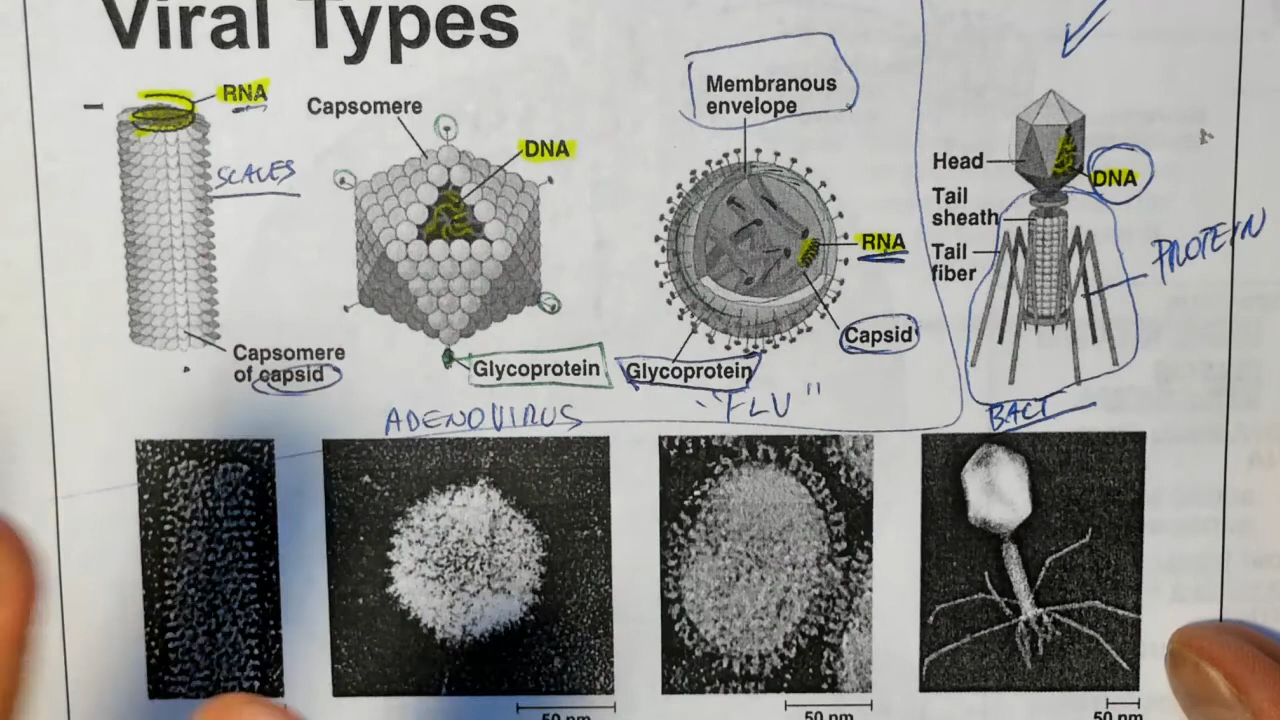 Viral Types
RNA
SCALES
Capsomere
of capsid
Capsomere
DNA
Glycoprotein
ADENOVIRUS
Membranous
envelope
RNA
Capsid
Glycoprotein
"FLU"
Head
DNA
Tail
sheath
Tail
fiber
PROTEIN
BACT
50 nm
50 nm
50 nm